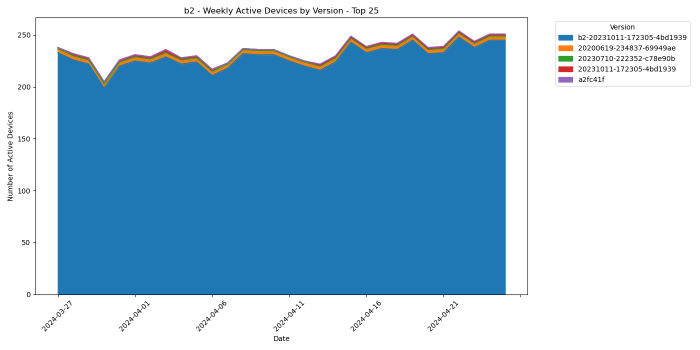 b2 - Weekly Active Devices by Version - Top 25
Number of Active Devices
250
200
150
100
50
0
2024-03-27
2024-04-01
2024-04-06
2024-04-11
2024-04-16
2024-04-21
Date
Version
b2-20231011-172305-4bd1939
20200619-234837-69949ae
20230710-222352-c78e90b
20231011-172305-4bd1939
a2fc41f